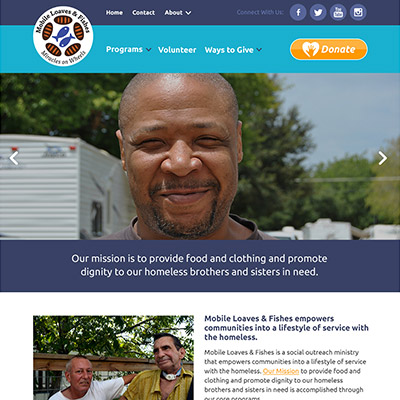 Mobile Loaves & Fishes
Miracles on Wheels
Home Contact About
Connect With Us:
You Tube
Programs Volunteer Ways to Give
Donate
Our mission is to provide food and clothing and promote
dignity to our homeless brothers and sisters in need.
Mobile Loaves & Fishes empowers
communities into a lifestyle of service with
the homeless.
Mobile Loaves & Fishes is a social outreach ministry
that empowers communities into a lifestyle of service
with the homeless. Our Mission is to provide food and
clothing and promote dignity to our homeless brothers
and sisters in need is accomplished through our
core programs